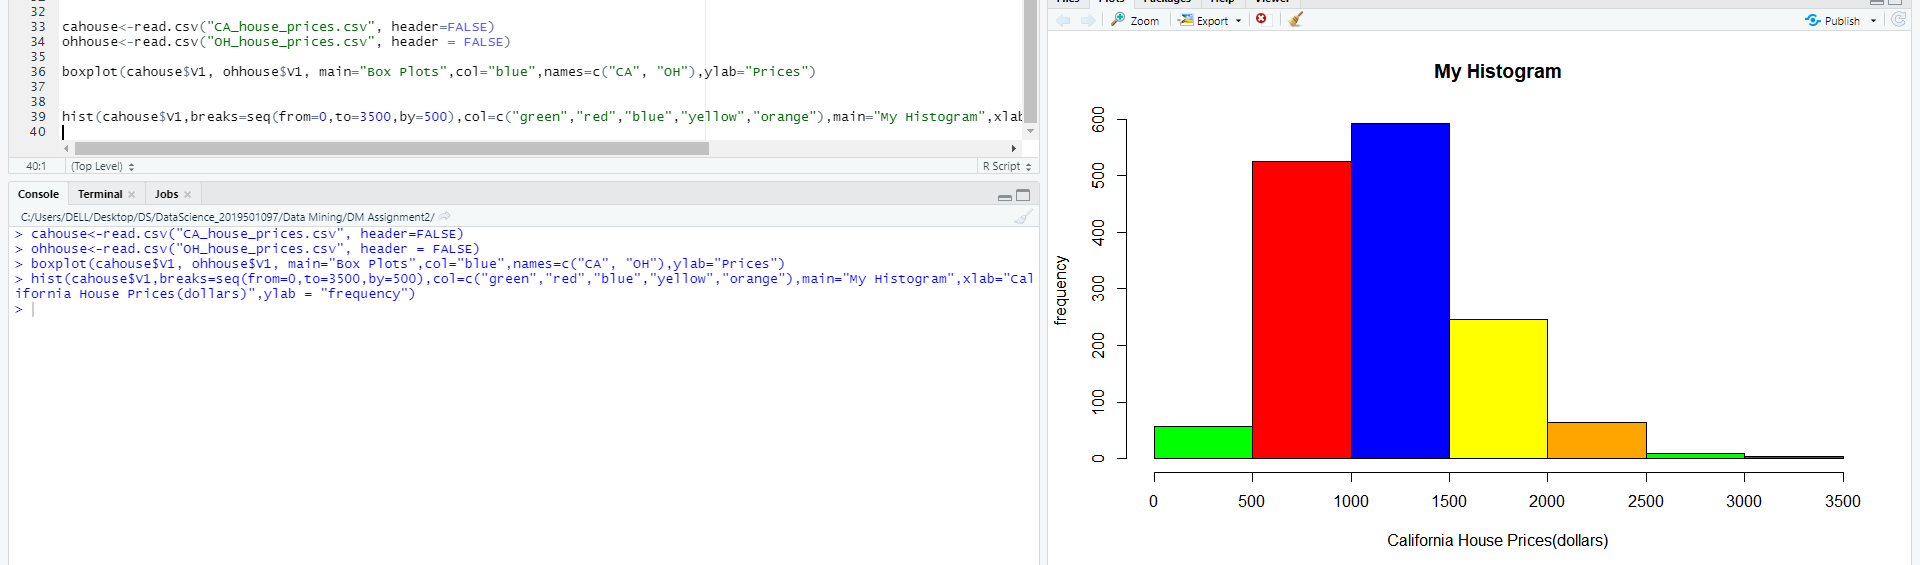 32
33 cahouse<-read.csv("CA_house_prices.csv", header=FALSE)
34 ohhouse<-read.csv("OH_house_prices.csv", header = FALSE)
35
36 boxplot(cahouse$V1, ohhouse$V1, main="Box Plots",col="blue",names=c("CA", "OH"),ylab="Prices")
37
38
39 hist(cahouse$V1,breaks=seq(from=0,to=3500,by=500),col=c("green","red","blue","yellow","orange"),main="My Histogram",xlab
40
40:1 (Top Level) R Script
Console Terminal Jobs
C:/Users/DELL/Desktop/DS/DataScience_2019501097/Data Mining/DM Assignment2/
> cahouse<-read.csv("CA_house_prices.csv", header=FALSE)
> ohhouse<-read.csv("OH_house_prices.csv", header = FALSE)
> boxplot(cahouse$V1, ohhouse$V1, main="Box Plots",col="blue",names=c("CA", "OH"),ylab="Prices")
> hist(cahouse$V1,breaks=seq(from=0,to=3500,by=500),col=c("green","red","blue","yellow","orange"),main="My Histogram",xlab="Cal
ifornia House Prices(dollars)",ylab = "frequency")
>
Files Plots Packages Help Viewer
Zoom Export Publish
My Histogram
600
500
400
300
200
100
0
frequency
0 500 1000 1500 2000 2500 3000 3500
California House Prices(dollars)